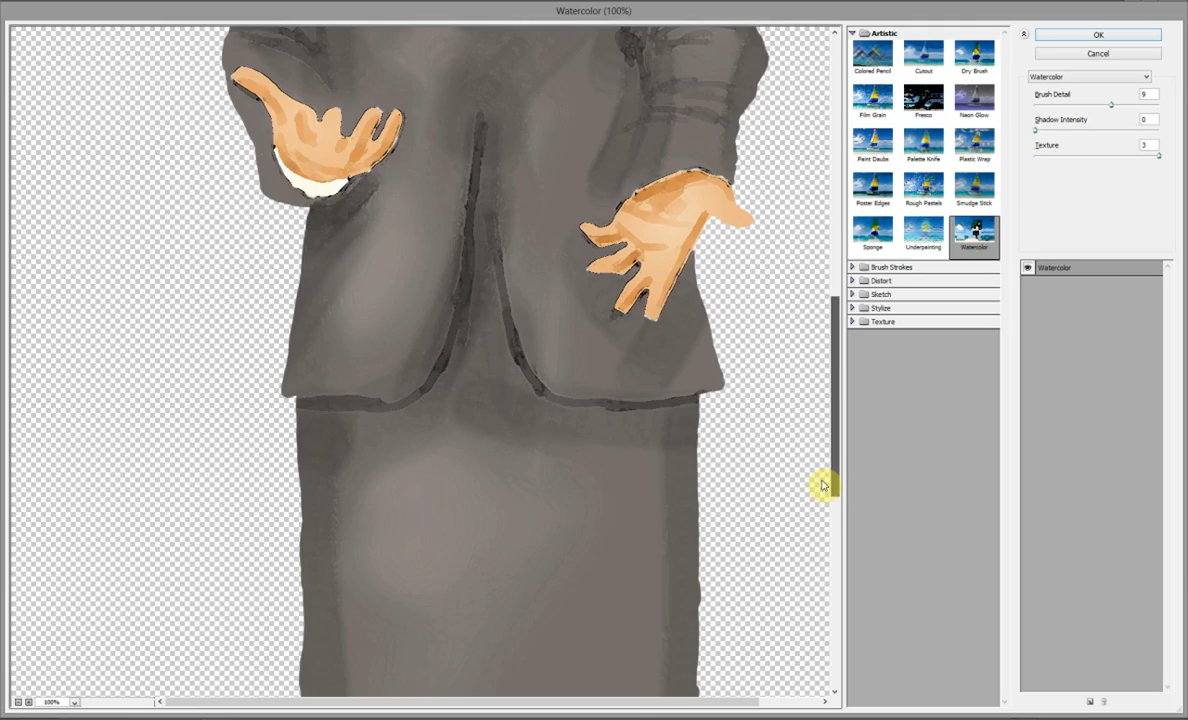 Watercolor (100%)
Artistic
Colored Pencil
Cutout
Dry Brush
Film Grain
Fresco
Neon Glow
Paint Daubs
Palette Knife
Plastic Wrap
Poster Edges
Rough Pastels
Smudge Stick
Sponge
Underpainting
Watercolor
Brush Strokes
Distort
Sketch
Stylize
Texture
OK
Cancel
Watercolor
Brush Detail 9
Shadow Intensity 0
Texture 3
Watercolor
100%